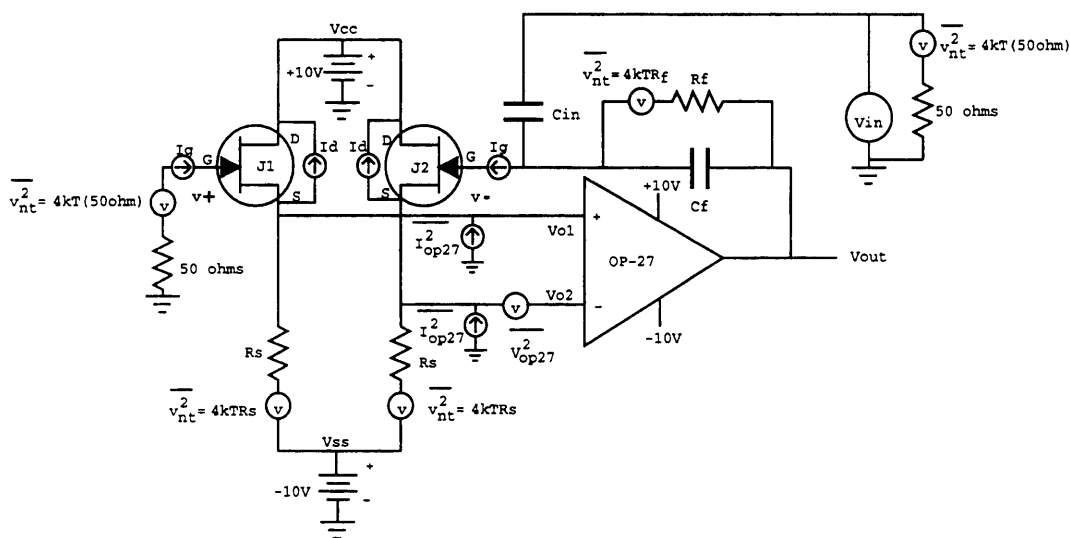 Vcc
+
+10V
-
v²nt = 4kTRf
Rf
v
v²nt = 4kT(50ohm)
v
Cin
Vin
50 ohms
D
D
Ig
G
J1
Id
Id
J2
G
Ig
S
S
v+
v-
v²nt = 4kT(50ohm)
v
50 ohms
Cf
+10V
+
Vo1
I²op27
OP-27
Vout
Vo2
-
v
I²op27
V²op27
-10V
Rs
Rs
v²nt = 4kTRs
v
v
v²nt = 4kTRs
Vss
+
-10V
-